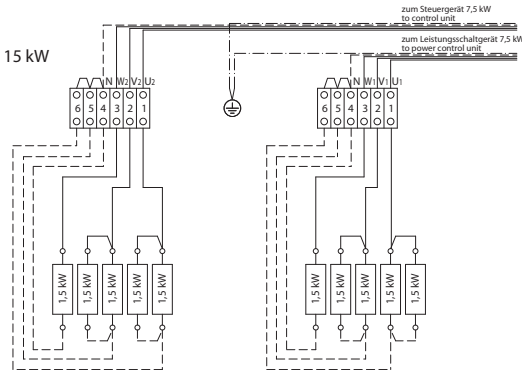 zum Steuergerät 7,5 kW
to control unit
zum Leistungsschaltgerät 7,5 kW
to power control unit
15 kW
N W2 V2 U2
N W1 V1 U1
6 5 4 3 2 1
6 5 4 3 2 1
1,5 kW 1,5 kW 1,5 kW 1,5 kW 1,5 kW
1,5 kW 1,5 kW 1,5 kW 1,5 kW 1,5 kW